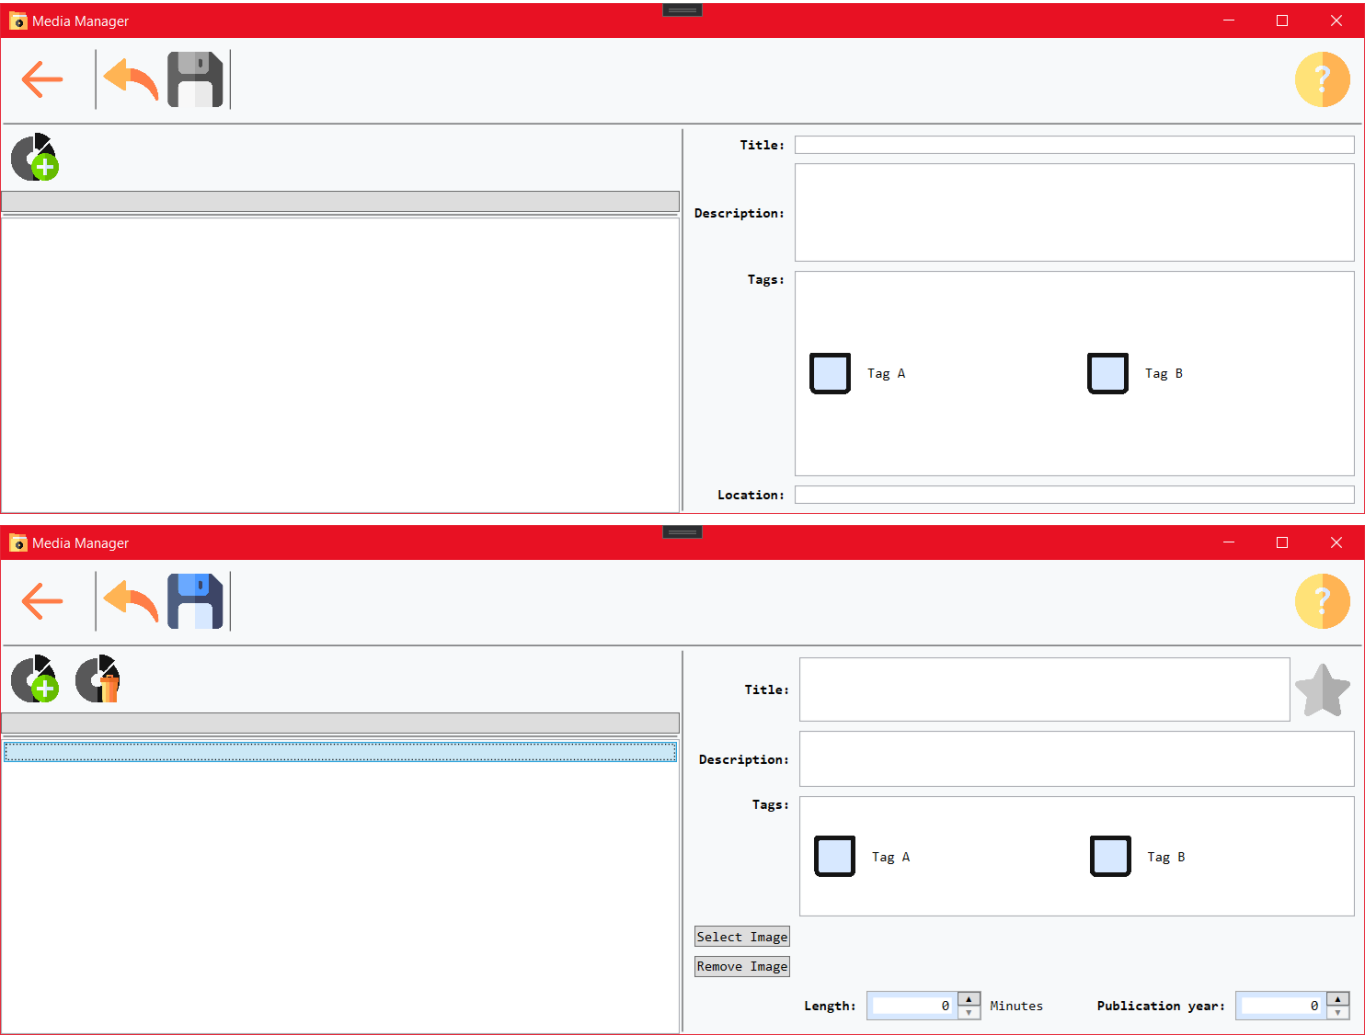 Media Manager
?
Title:
Description:
Tags:
Tag A Tag B
Location:
Media Manager
?
Title:
Description:
Tags:
Tag A Tag B
Select Image
Remove Image
Length: 0 Minutes Publication year: 0